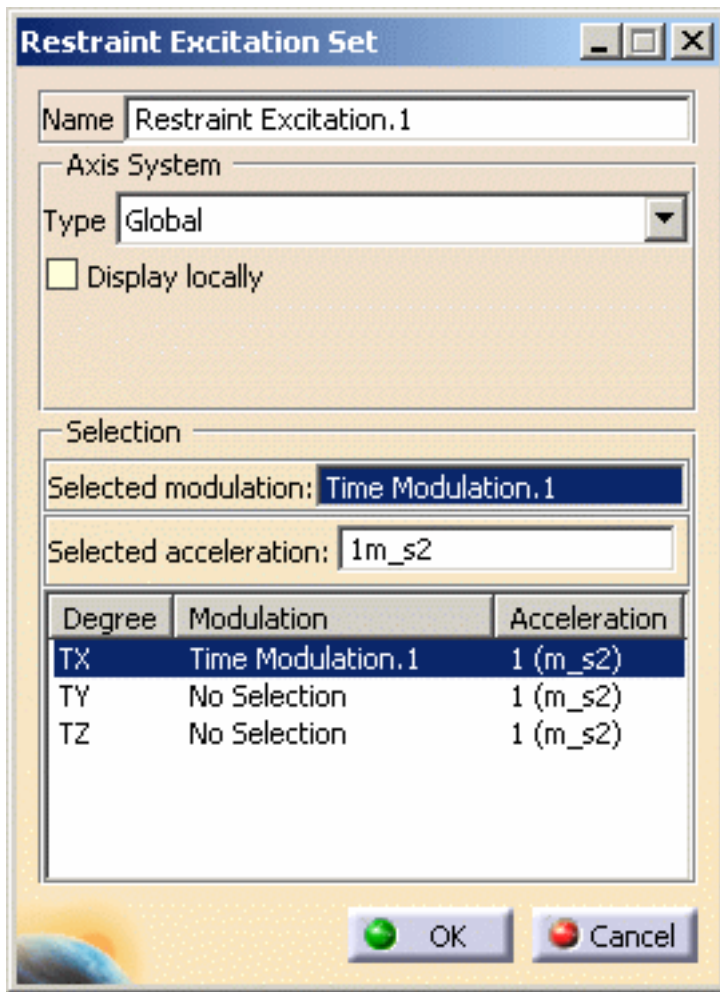 Restraint Excitation Set
Name Restraint Excitation.1
Axis System
Type Global
Display locally
Selection
Selected modulation: Time Modulation.1
Selected acceleration: 1m_s2
Degree Modulation Acceleration
TX Time Modulation.1 1 (m_s2)
TY No Selection 1 (m_s2)
TZ No Selection 1 (m_s2)
OK Cancel